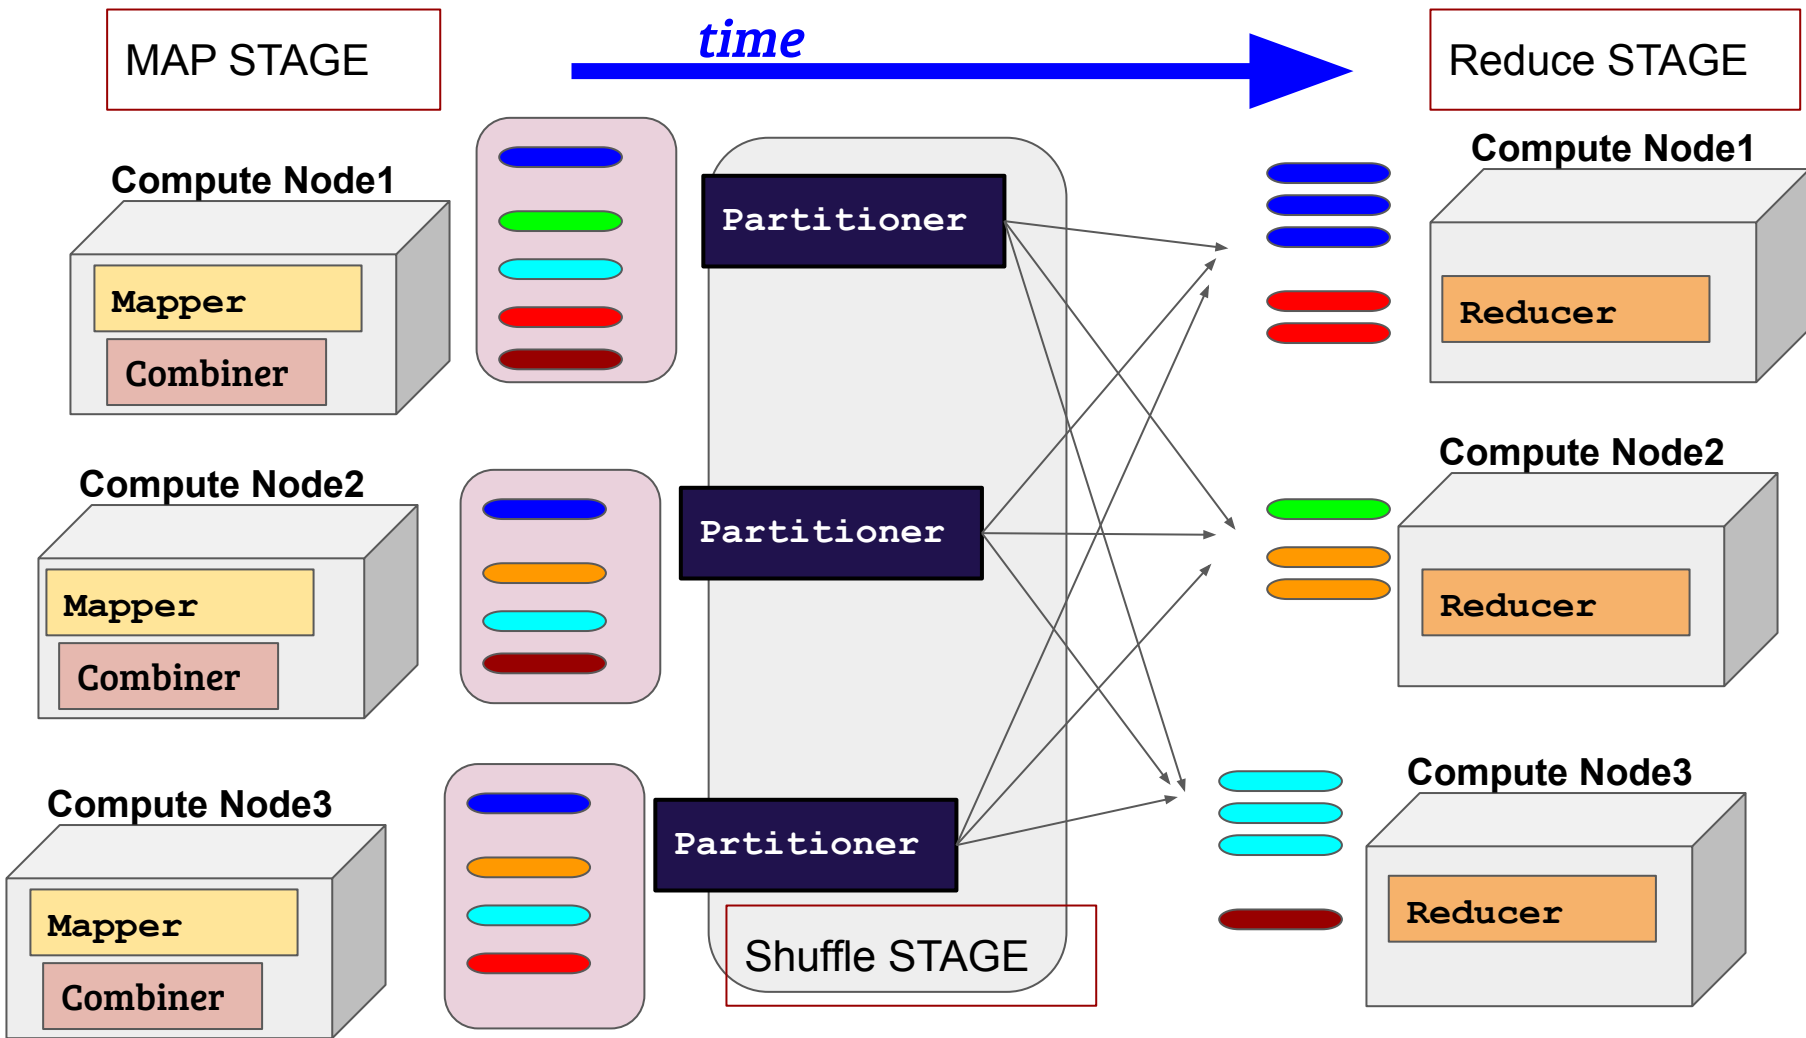 MAP STAGE
time
Reduce STAGE
Compute Node1
Mapper
Combiner
Partitioner
Compute Node1
Reducer
Compute Node2
Mapper
Combiner
Partitioner
Compute Node2
Reducer
Compute Node3
Mapper
Combiner
Partitioner
Shuffle STAGE
Compute Node3
Reducer